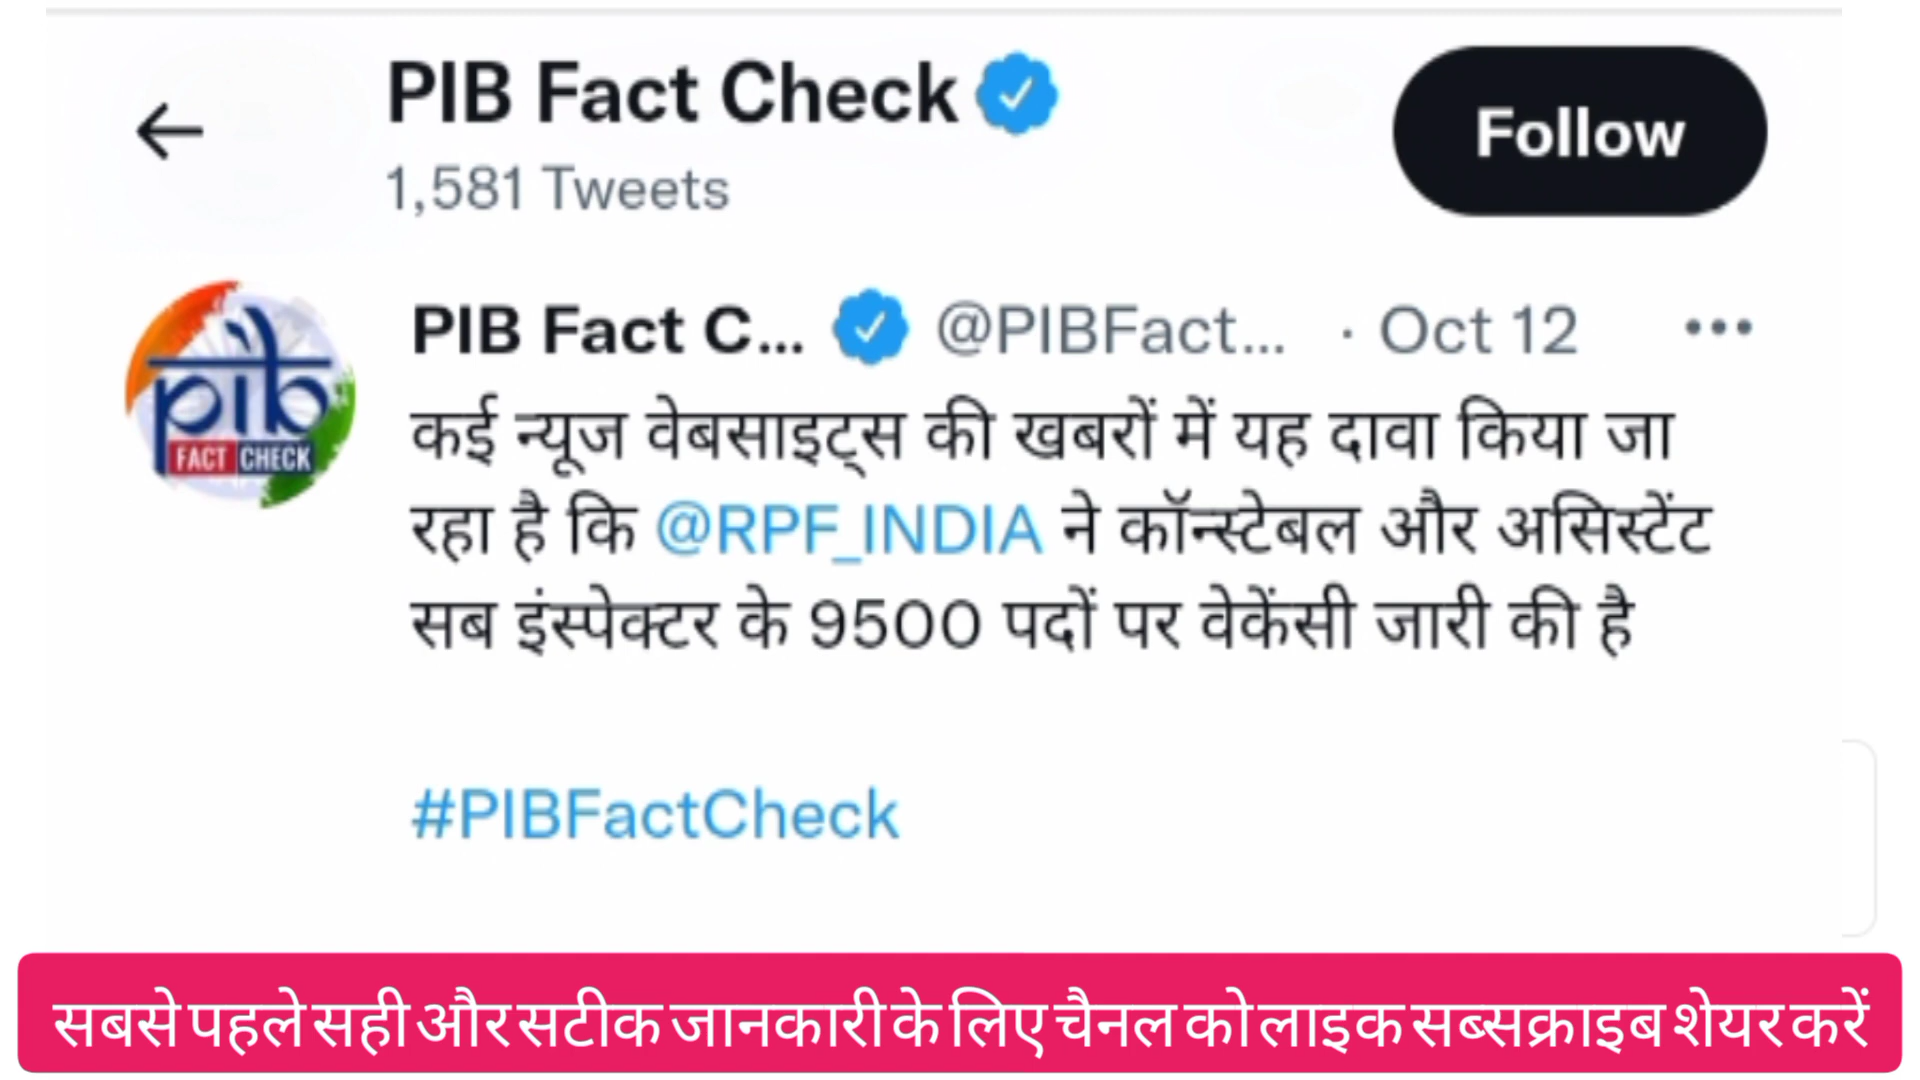 PIB Fact Check
Follow
1,581 Tweets
PIB Fact C... @PIBFact... · Oct 12
pib
FACT CHECK
कई न्यूज वेबसाइट्स की खबरों में यह दावा किया जा
रहा है कि @RPF_INDIA ने कॉन्स्टेबल और असिस्टेंट
सब इंस्पेक्टर के 9500 पदों पर वेकेंसी जारी की है
#PIBFactCheck
सबसे पहले सही और सटीक जानकारी के लिए चैनल को लाइक सब्सक्राइब शेयर करें